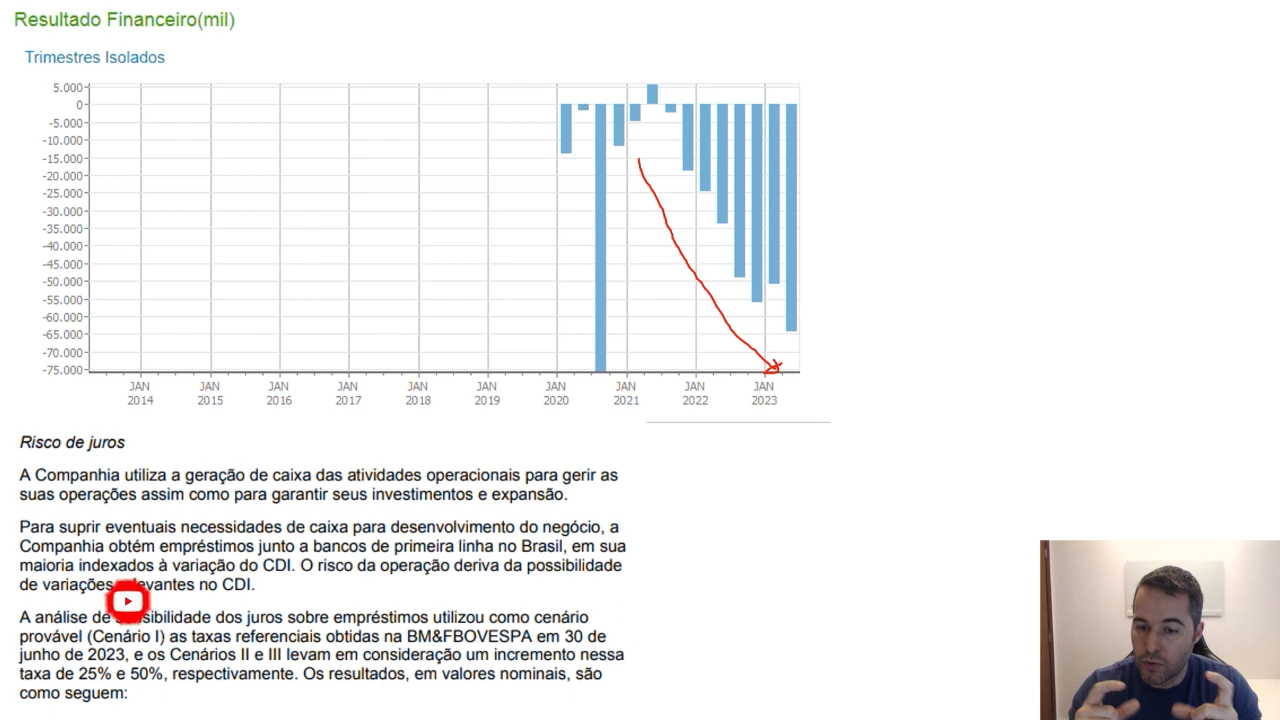 Resultado Financeiro(mil)
Trimestres Isolados
5.000
0
-5.000
-10.000
-15.000
-20.000
-25.000
-30.000
-35.000
-40.000
-45.000
-50.000
-55.000
-60.000
-65.000
-70.000
-75.000
JAN JAN JAN JAN JAN JAN JAN JAN JAN JAN
2014 2015 2016 2017 2018 2019 2020 2021 2022 2023
Risco de juros
A Companhia utiliza a geração de caixa das atividades operacionais para gerir as
suas operações assim como para garantir seus investimentos e expansão.
Para suprir eventuais necessidades de caixa para desenvolvimento do negócio, a
Companhia obtém empréstimos junto a bancos de primeira linha no Brasil, em sua
maioria indexados à variação do CDI. O risco da operação deriva da possibilidade
de variações no CDI.
A análise de dos juros sobre empréstimos utilizou como cenário
provável (Cenário I) as taxas referenciais obtidas na BM&FBOVESPA em 30 de
junho de 2023, e os Cenários II e III levam em consideração um incremento nessa
taxa de 25% e 50%, respectivamente. Os resultados, em valores nominais, são
como seguem: